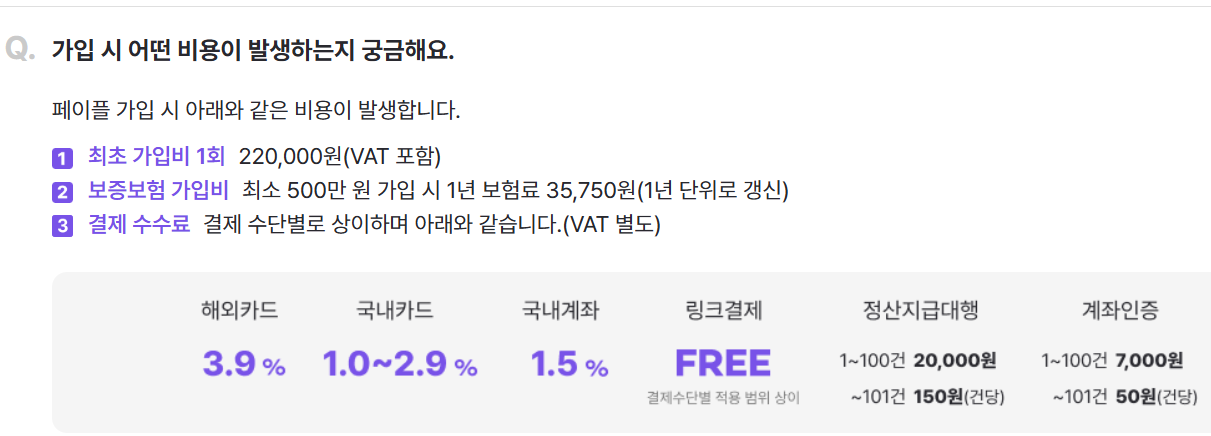 Q. 가입 시 어떤 비용이 발생하는지 궁금해요.
페이플 가입 시 아래와 같은 비용이 발생합니다.
1 최초 가입비 1회 220,000원(VAT 포함)
2 보증보험 가입비 최소 500만 원 가입 시 1년 보험료 35,750원(1년 단위로 갱신)
3 결제 수수료 결제 수단별로 상이하며 아래와 같습니다.(VAT 별도)
해외카드 국내카드 국내계좌 링크결제 정산지급대행 계좌인증
3.9 % 1.0~2.9 % 1.5 % FREE 1~100건 20,000원 1~100건 7,000원
결제수단별 적용 범위 상이 ~101건 150원(건당) ~101건 50원(건당)